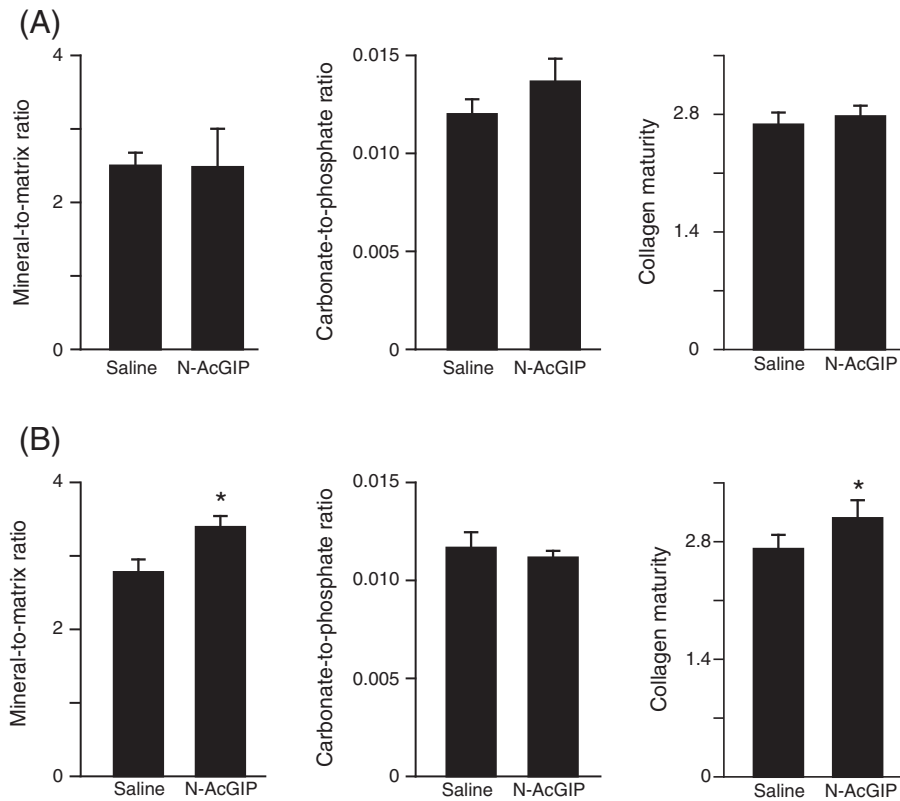 (A)
Mineral-to-matrix ratio
4
2
0
Saline N-AcGIP
Carbonate-to-phosphate ratio
0.015
0.010
0.005
0
Saline N-AcGIP
Collagen maturity
2.8
1.4
0
Saline N-AcGIP
(B)
Mineral-to-matrix ratio
4
2
0
*
Saline N-AcGIP
Carbonate-to-phosphate ratio
0.015
0.010
0.005
0
Saline N-AcGIP
Collagen maturity
2.8
1.4
0
*
Saline N-AcGIP